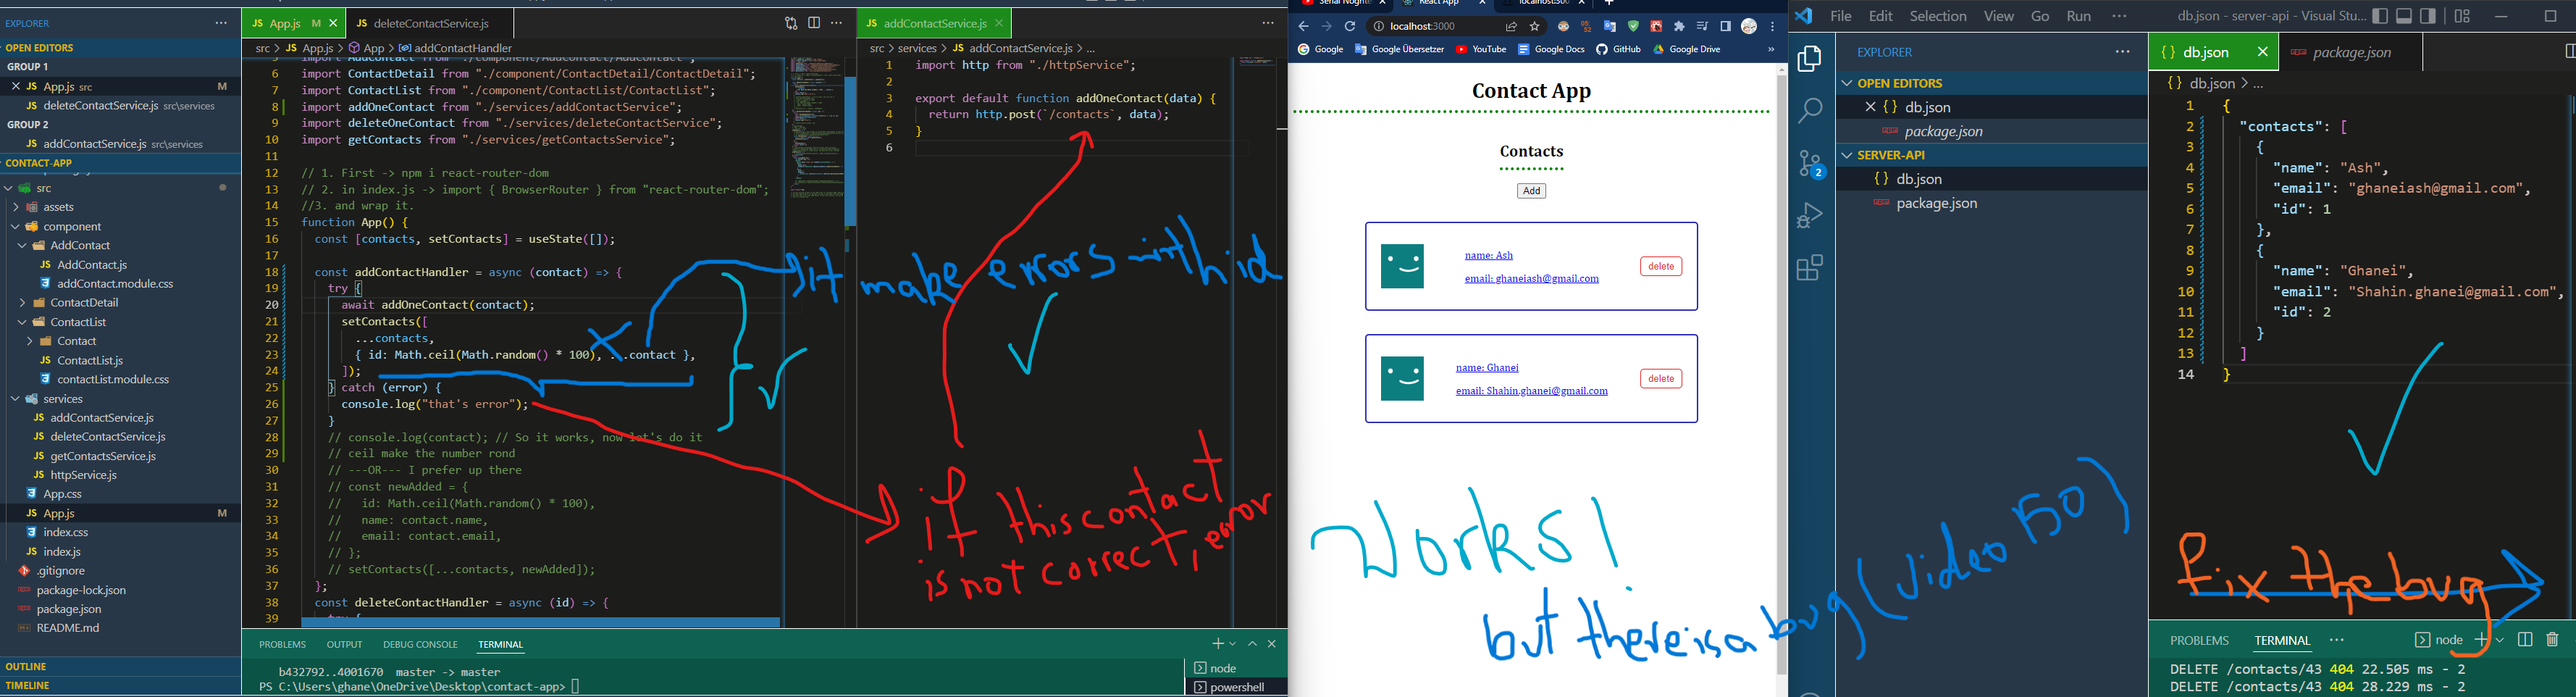 EXPLORER
OPEN EDITORS
GROUP 1
App.js src M
deleteContactService.js src\services
GROUP 2
addContactService.js src\services
CONTACT-APP
src
assets
component
AddContact
AddContact.js
addContact.module.css
ContactDetail
ContactList
Contact
ContactList.js
contactList.module.css
services
addContactService.js
deleteContactService.js
getContactsService.js
httpService.js
App.css
App.js M
index.css
index.js
.gitignore
package-lock.json
package.json
README.md
OUTLINE
TIMELINE
App.js M
deleteContactService.js
src > App.js > App > addContactHandler
5 import AddContact from "./component/AddContact/AddContact";
6 import ContactDetail from "./component/ContactDetail/ContactDetail";
7 import ContactList from "./component/ContactList/ContactList";
8 import addOneContact from "./services/addContactService";
9 import deleteOneContact from "./services/deleteContactService";
10 import getContacts from "./services/getContactsService";
11
12 // 1. First -> npm i react-router-dom
13 // 2. in index.js -> import { BrowserRouter } from "react-router-dom";
14 //3. and wrap it.
15 function App() {
16 const [contacts, setContacts] = useState([]);
17
18 const addContactHandler = async (contact) => {
19 try {
20 await addOneContact(contact);
21 setContacts([
22 ...contacts,
23 { id: Math.ceil(Math.random() * 100), ...contact },
24 ]);
25 } catch (error) {
26 console.log("that's error");
27 }
28 // console.log(contact); // So it works, now let's do it
29 // ceil make the number rond
30 // ---OR--- I prefer up there
31 // const newAdded = {
32 // id: Math.ceil(Math.random() * 100),
33 // name: contact.name,
34 // email: contact.email,
35 // };
36 // setContacts([...contacts, newAdded]);
37 };
38 const deleteContactHandler = async (id) => {
39 try {
PROBLEMS OUTPUT DEBUG CONSOLE TERMINAL
b432792..4001670 master -> master
PS C:\Users\ghane\OneDrive\Desktop\contact-app>
node
powershell
addContactService.js
src > services > addContactService.js > ...
1 import http from "./httpService";
2
3 export default function addOneContact(data) {
4 return http.post(`/contacts`, data);
5 }
6
it make errors with id
if this contact
is not correct, error
React App
localhost:3000
Google Google Übersetzer YouTube Google Docs GitHub Google Drive
Contact App
Contacts
Add
name: Ash
email: ghaneiash@gmail.com
delete
name: Ghanei
email: Shahin.ghanei@gmail.com
delete
Works!
but there is a bug (video 150)
File Edit Selection View Go Run ...
db.json - server-api - Visual Stu...
EXPLORER
OPEN EDITORS
db.json
package.json
SERVER-API
db.json
package.json
2
db.json
package.json
db.json > ...
1 {
2 "contacts": [
3 {
4 "name": "Ash",
5 "email": "ghaneiash@gmail.com",
6 "id": 1
7 },
8 {
9 "name": "Ghanei",
10 "email": "Shahin.ghanei@gmail.com",
11 "id": 2
12 }
13 ]
14 }
fix the bug
PROBLEMS TERMINAL ... node
DELETE /contacts/43 404 22.505 ms - 2
DELETE /contacts/43 404 28.229 ms - 2